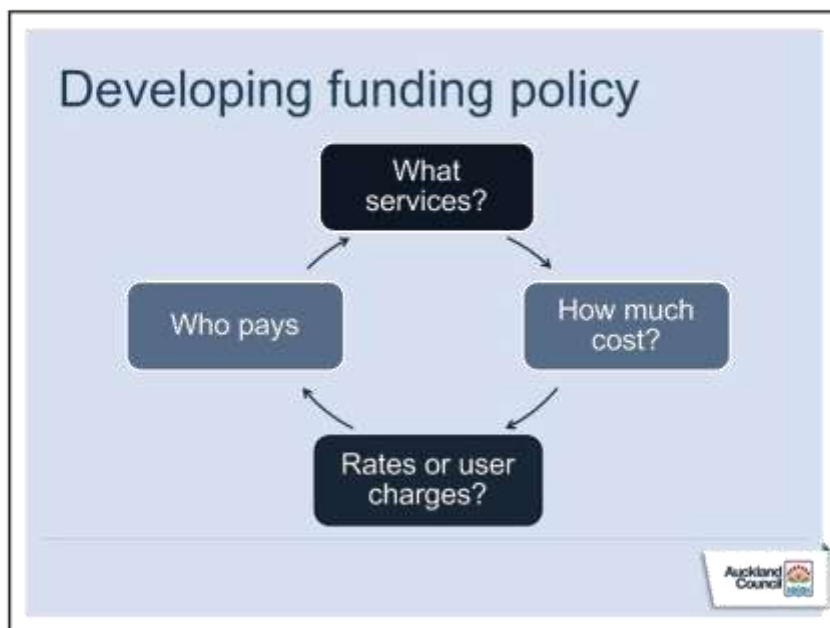 Developing funding policy
What
services?
Who pays
How much
cost?
Rates or user
charges?
Auckland
Council